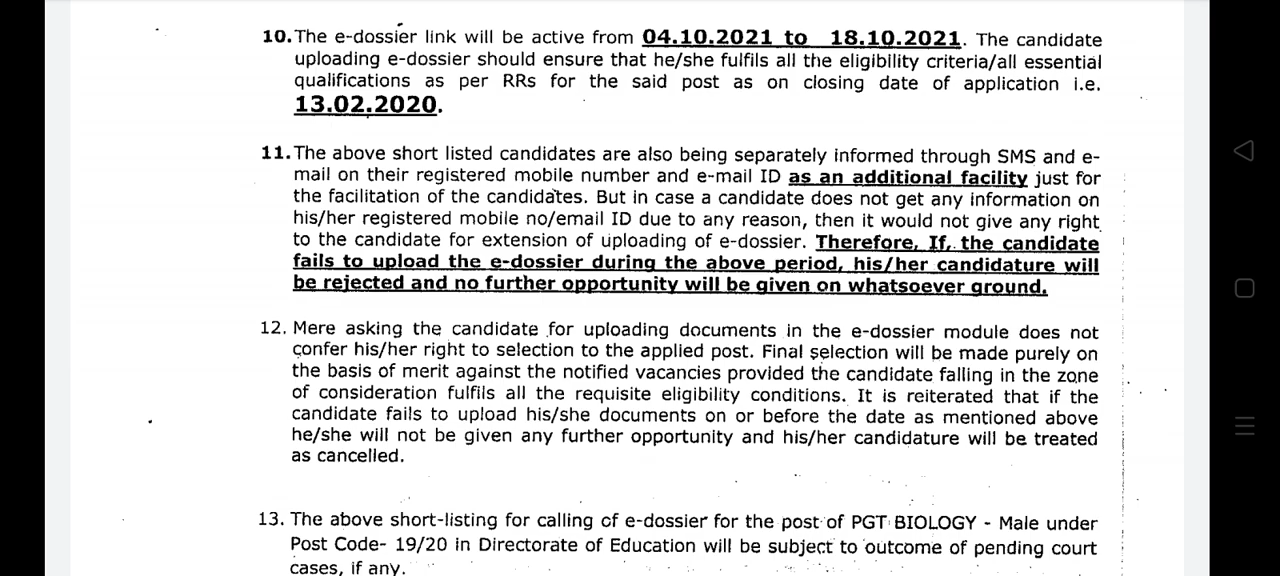 10. The e-dossier link will be active from 04.10.2021 to 18.10.2021. The candidate
uploading e-dossier should ensure that he/she fulfils all the eligibility criteria/all essential
qualifications as per RRs for the said post as on closing date of application i.e.
13.02.2020.
11. The above short listed candidates are also being separately informed through SMS and e-
mail on their registered mobile number and e-mail ID as an additional facility just for
the facilitation of the candidates. But in case a candidate does not get any information on
his/her registered mobile no/email ID due to any reason, then it would not give any right
to the candidate for extension of uploading of e-dossier. Therefore, If, the candidate
fails to upload the e-dossier during the above period, his/her candidature will
be rejected and no further opportunity will be given on whatsoever ground.
12. Mere asking the candidate for uploading documents in the e-dossier module does not
confer his/her right to selection to the applied post. Final selection will be made purely on
the basis of merit against the notified vacancies provided the candidate falling in the zone
of consideration fulfils all the requisite eligibility conditions. It is reiterated that if the
candidate fails to upload his/she documents on or before the date as mentioned above
he/she will not be given any further opportunity and his/her candidature will be treated
as cancelled.
13. The above short-listing for calling of e-dossier for the post of PGT BIOLOGY - Male under
Post Code- 19/20 in Directorate of Education will be subject to outcome of pending court
cases, if any.